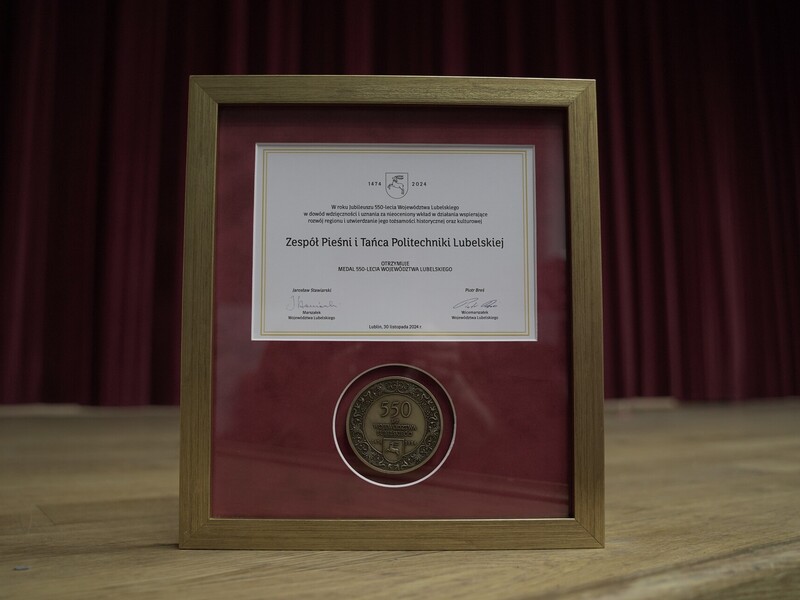 1474 2024
W roku Jubileuszu 550-lecia Województwa Lubelskiego
w dowód wdzięczności i uznania za nieoceniony wkład w działania wspierające
rozwój regionu i utwierdzanie jego tożsamości historycznej oraz kulturowej
Zespół Pieśni i Tańca Politechniki Lubelskiej
OTRZYMUJE
MEDAL 550-LECIA WOJEWÓDZTWA LUBELSKIEGO
Jarosław Stawiarski Piotr Breś
Marszałek Wicemarszałek
Województwa Lubelskiego Województwa Lubelskiego
Lublin, 30 listopada 2024 r.
550
WOJEWÓDZTWA
LUBELSKIEGO